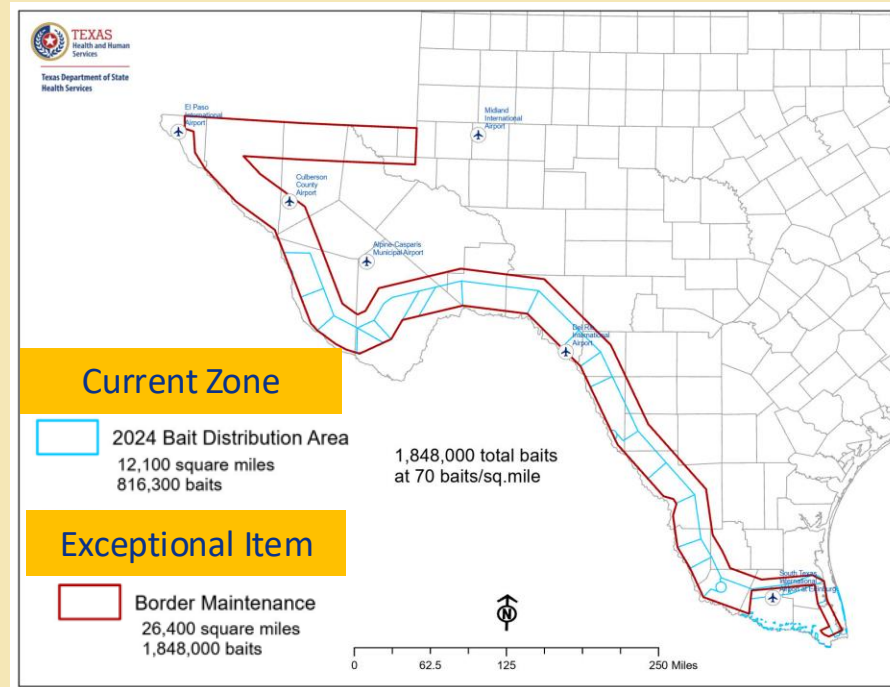 TEXAS
Health and Human
Services
Texas Department of State
Health Services
El Paso
International
Airport
Midland
International
Airport
Culberson
County
Airport
Alpine-Casparis
Municipal Airport
Del Rio
International
Airport
Current Zone
2024 Bait Distribution Area
12,100 square miles
816,300 baits
1,848,000 total baits
at 70 baits/sq.mile
Exceptional Item
South Texas
International
Airport at Edinburg
Border Maintenance
26,400 square miles
1,848,000 baits
N
0 62.5 125 250 Miles